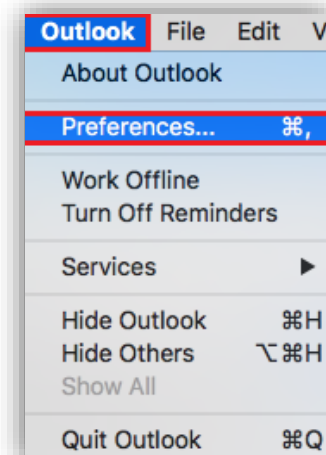 Outlook File Edit V
About Outlook
Preferences... ⌘,
Work Offline
Turn Off Reminders
Services ▶
Hide Outlook ⌘H
Hide Others ⌥⌘H
Show All
Quit Outlook ⌘Q